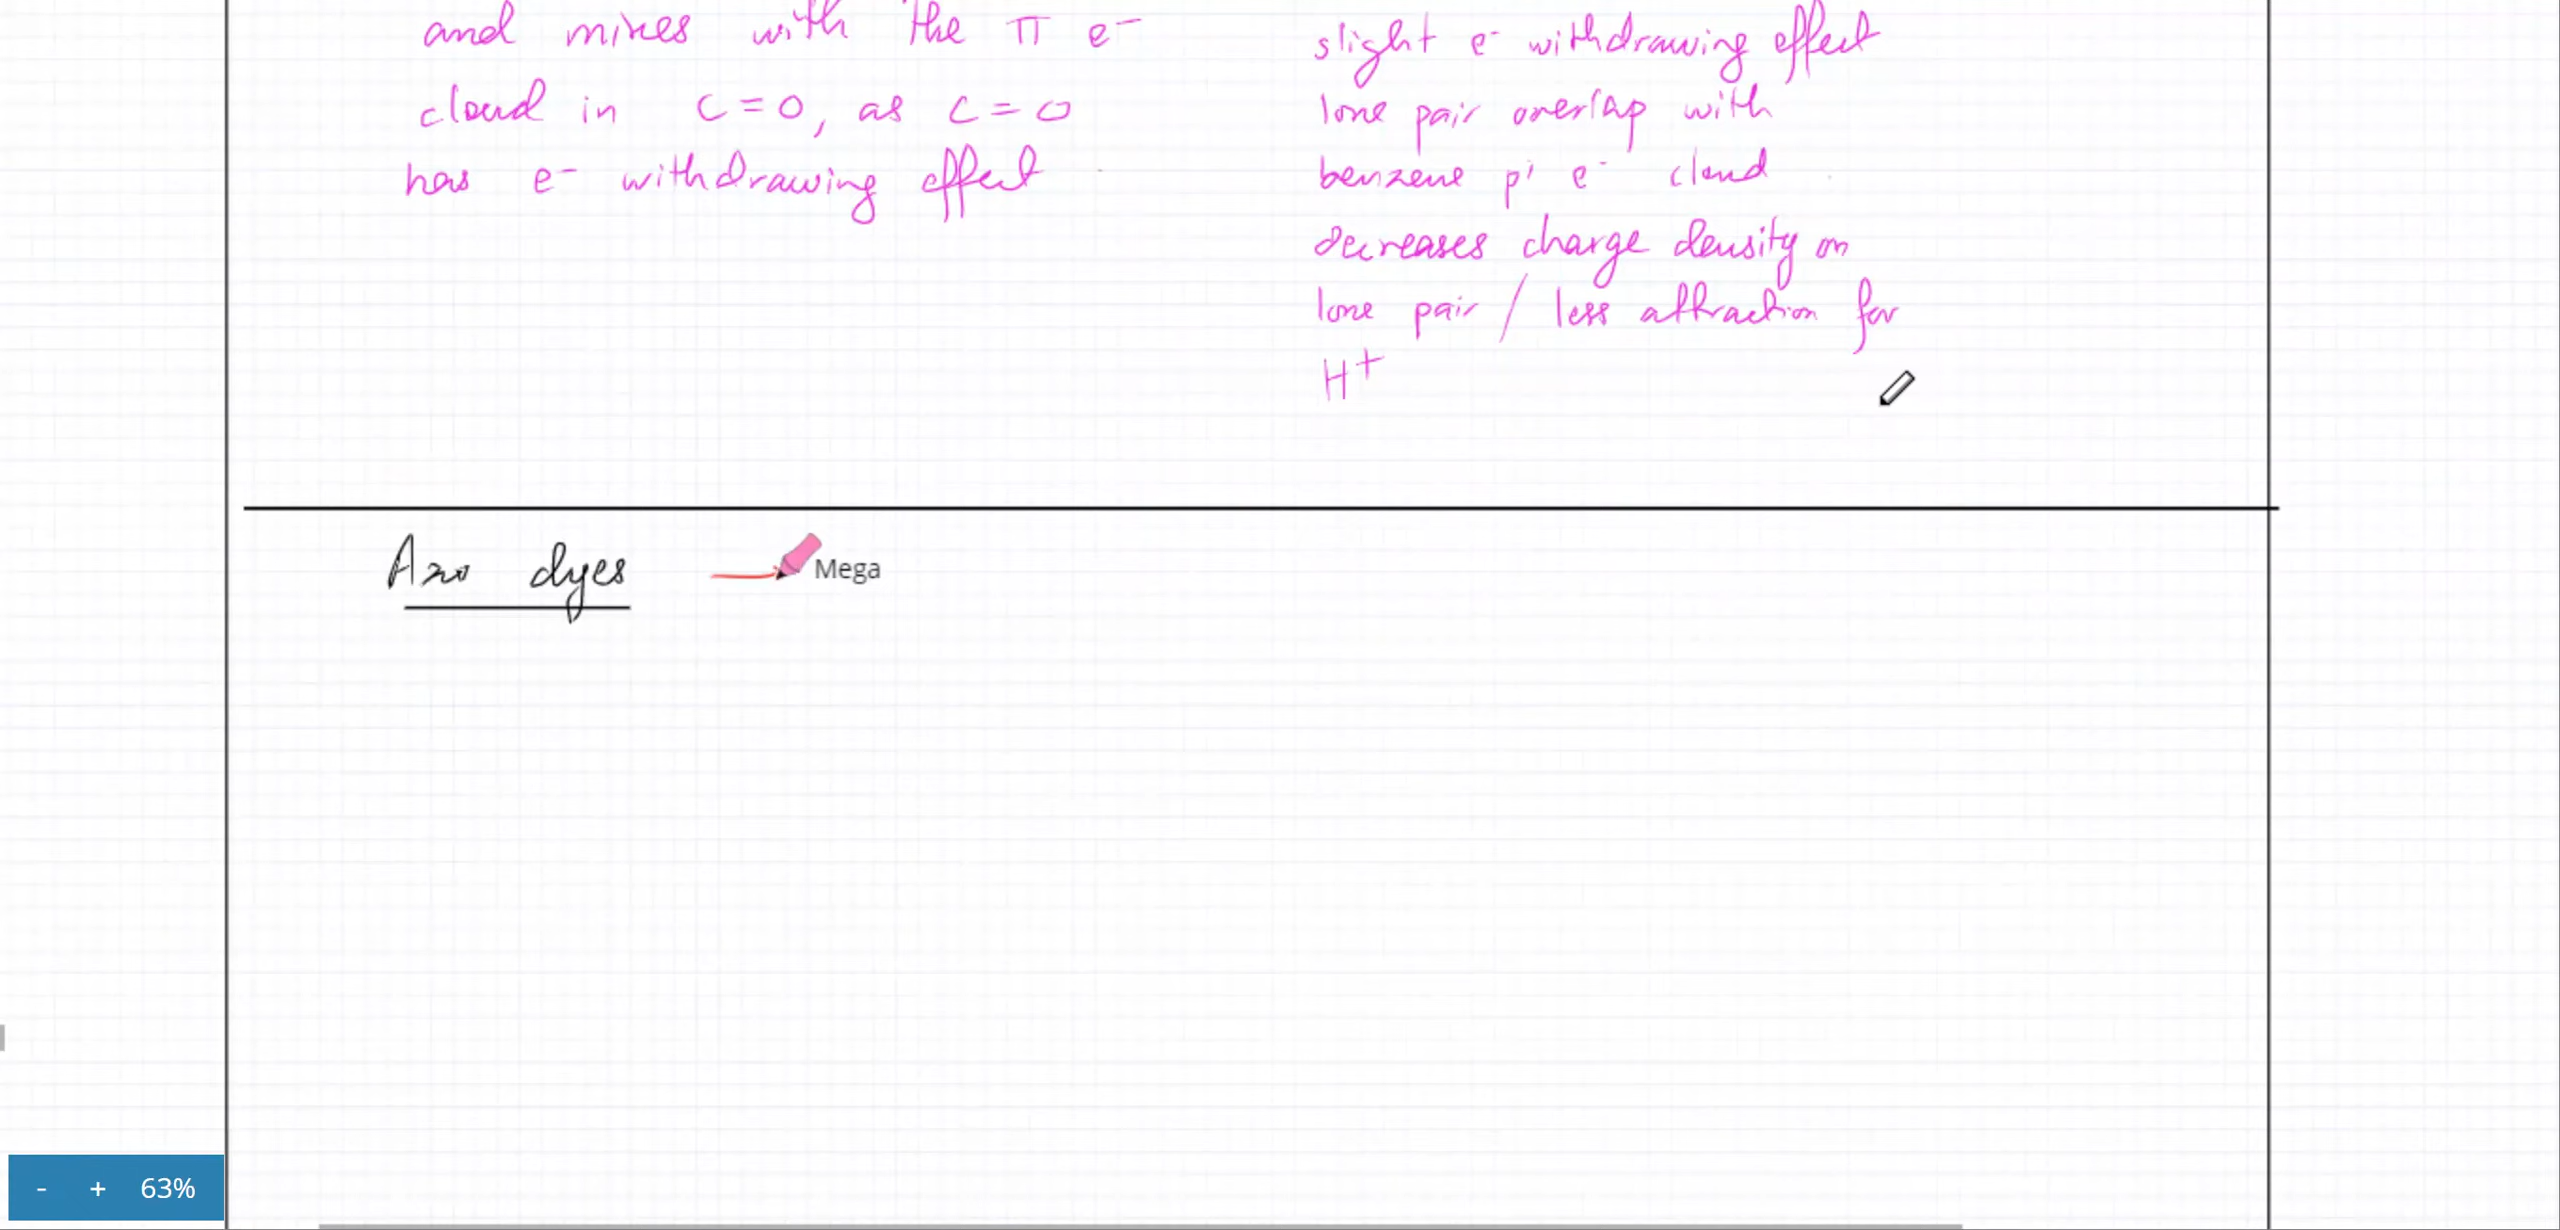 and mixes with the π e⁻
cloud in C=O, as C=O
has e⁻ withdrawing effect
slight e⁻ withdrawing effect
lone pair overlap with
benzene pi e⁻ cloud
decreases charge density on
lone pair / less attraction for
H⁺
Azo dyes
Mega
- + 63%